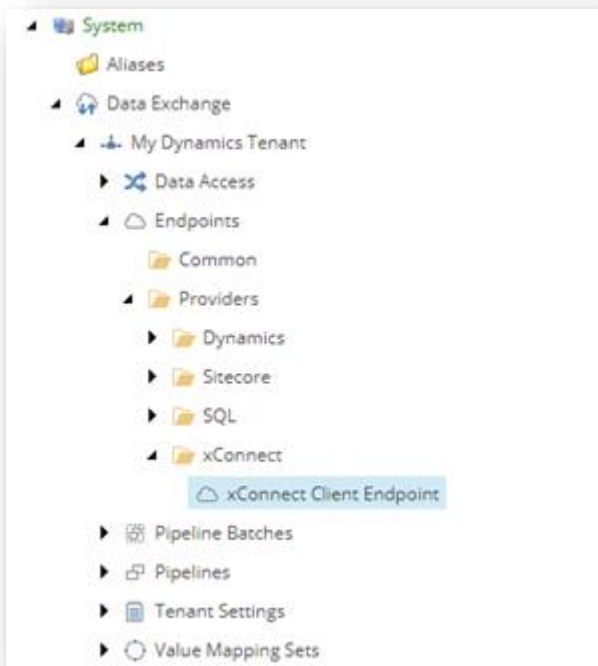 System
Aliases
Data Exchange
My Dynamics Tenant
Data Access
Endpoints
Common
Providers
Dynamics
Sitecore
SQL
xConnect
xConnect Client Endpoint
Pipeline Batches
Pipelines
Tenant Settings
Value Mapping Sets